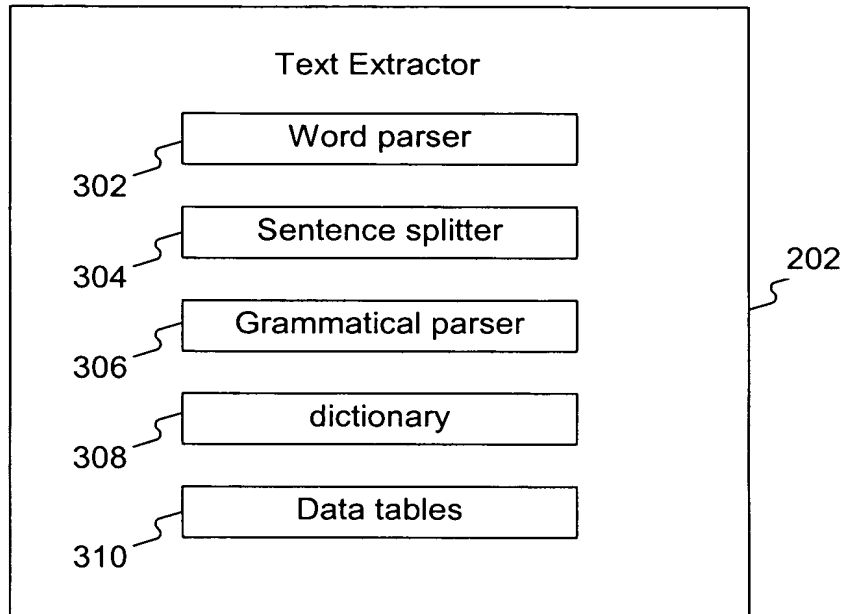 Text Extractor
Word parser
302
Sentence splitter
304
202
Grammatical parser
306
dictionary
308
Data tables
310